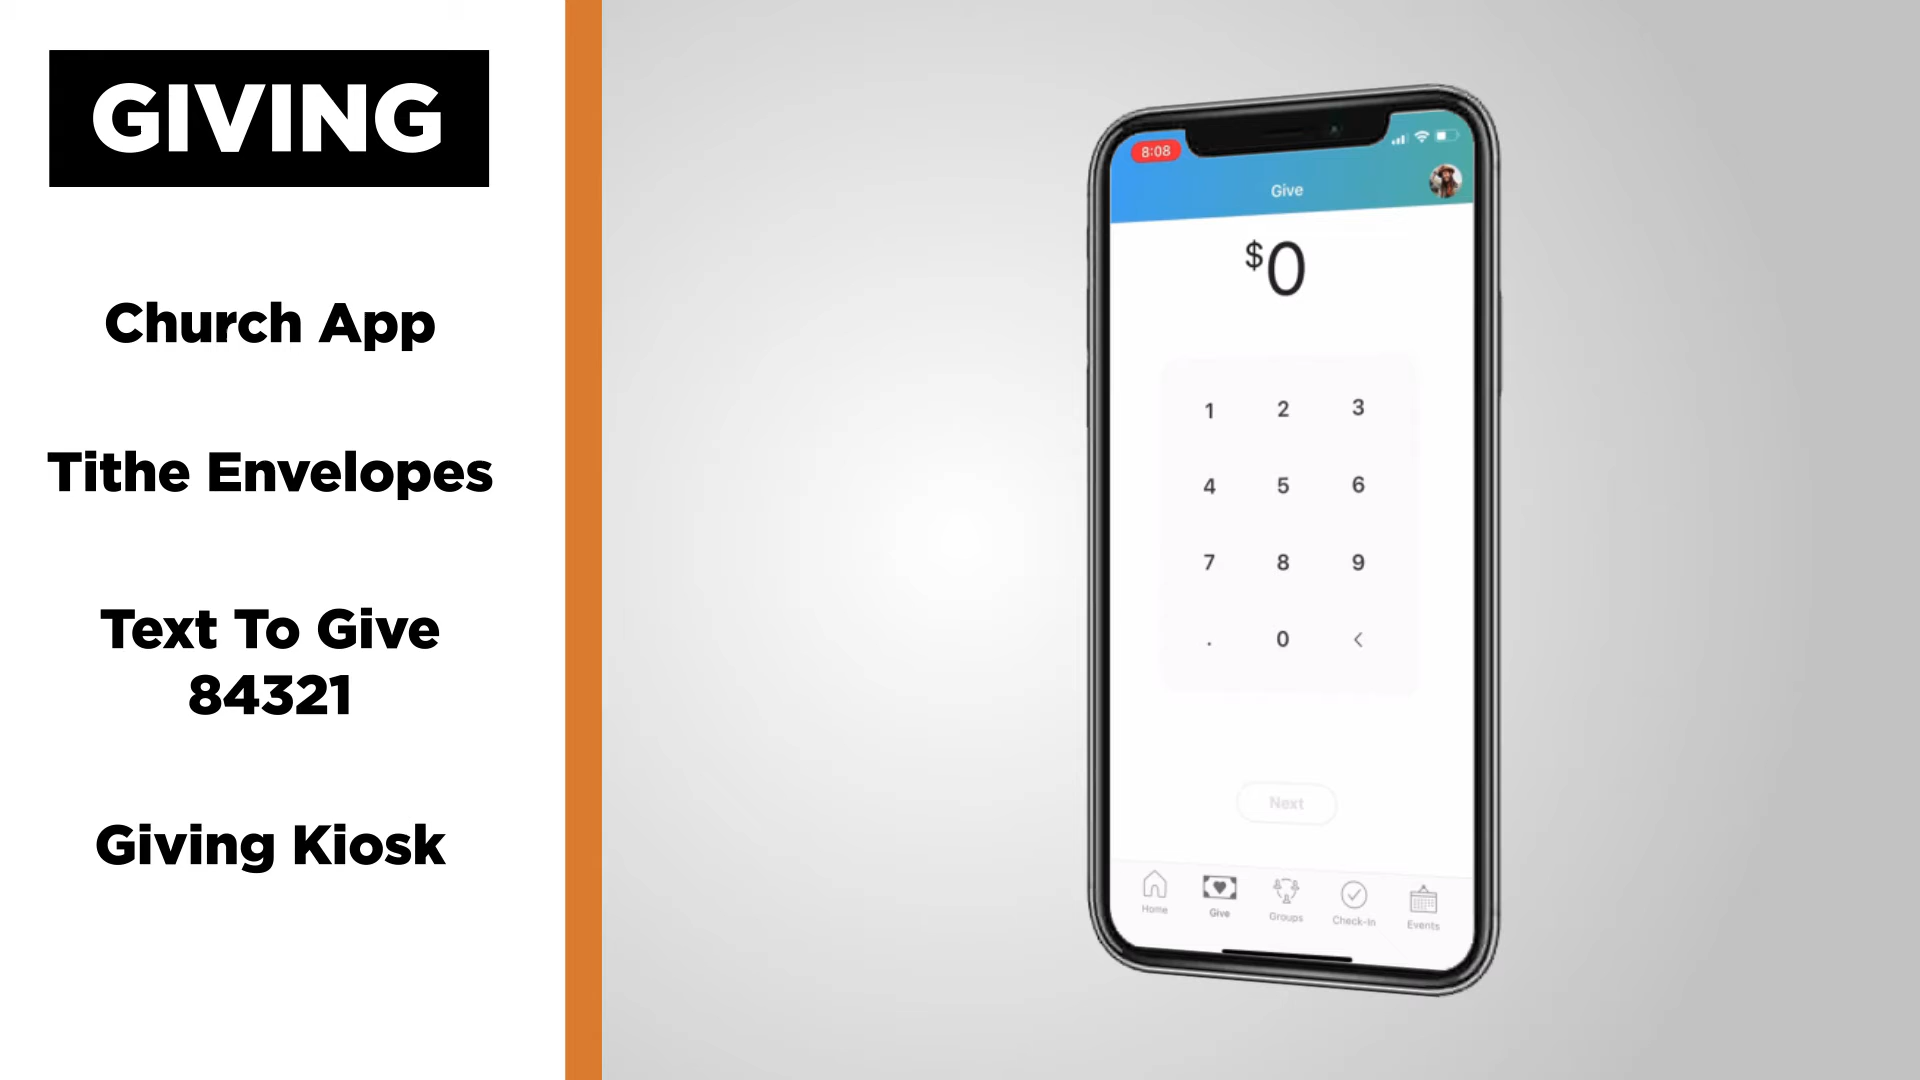 GIVING
Church App
Tithe Envelopes
Text To Give
84321
Giving Kiosk
8:08
Give
$0
1 2 3
4 5 6
7 8 9
. 0 <
Next
Home Give Groups Check-In Events